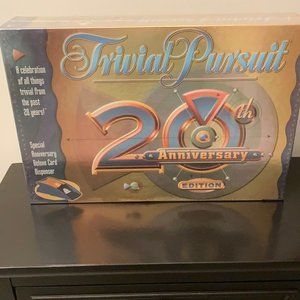 Trivial Pursuit
A celebration
of all things
trivial from
the past
20 years!
20th
Anniversary
EDITION
Special
Anniversary
Deluxe Card
Dispenser